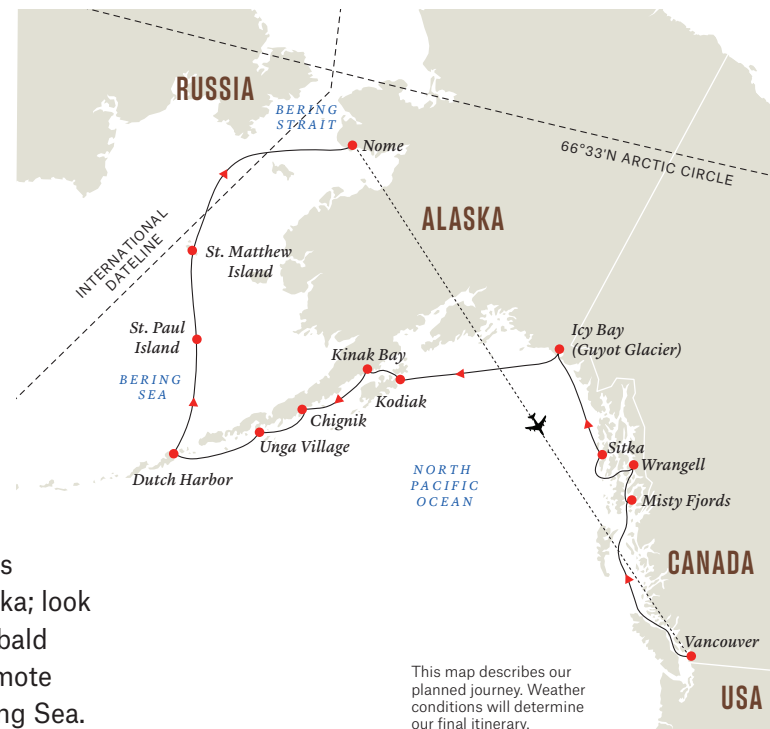 RUSSIA
BERING
STRAIT
Nome
66°33'N ARCTIC CIRCLE
ALASKA
INTERNATIONAL
DATELINE
St. Matthew
Island
St. Paul
Island
Icy Bay
(Guyot Glacier)
Kinak Bay
BERING
SEA
Kodiak
Chignik
Unga Village
Sitka
Wrangell
Dutch Harbor
NORTH
PACIFIC
OCEAN
Misty Fjords
CANADA
Vancouver
USA
s
ka; look
bald
mote
ng Sea.
This map describes our
planned journey. Weather
conditions will determine
our final itinerary.